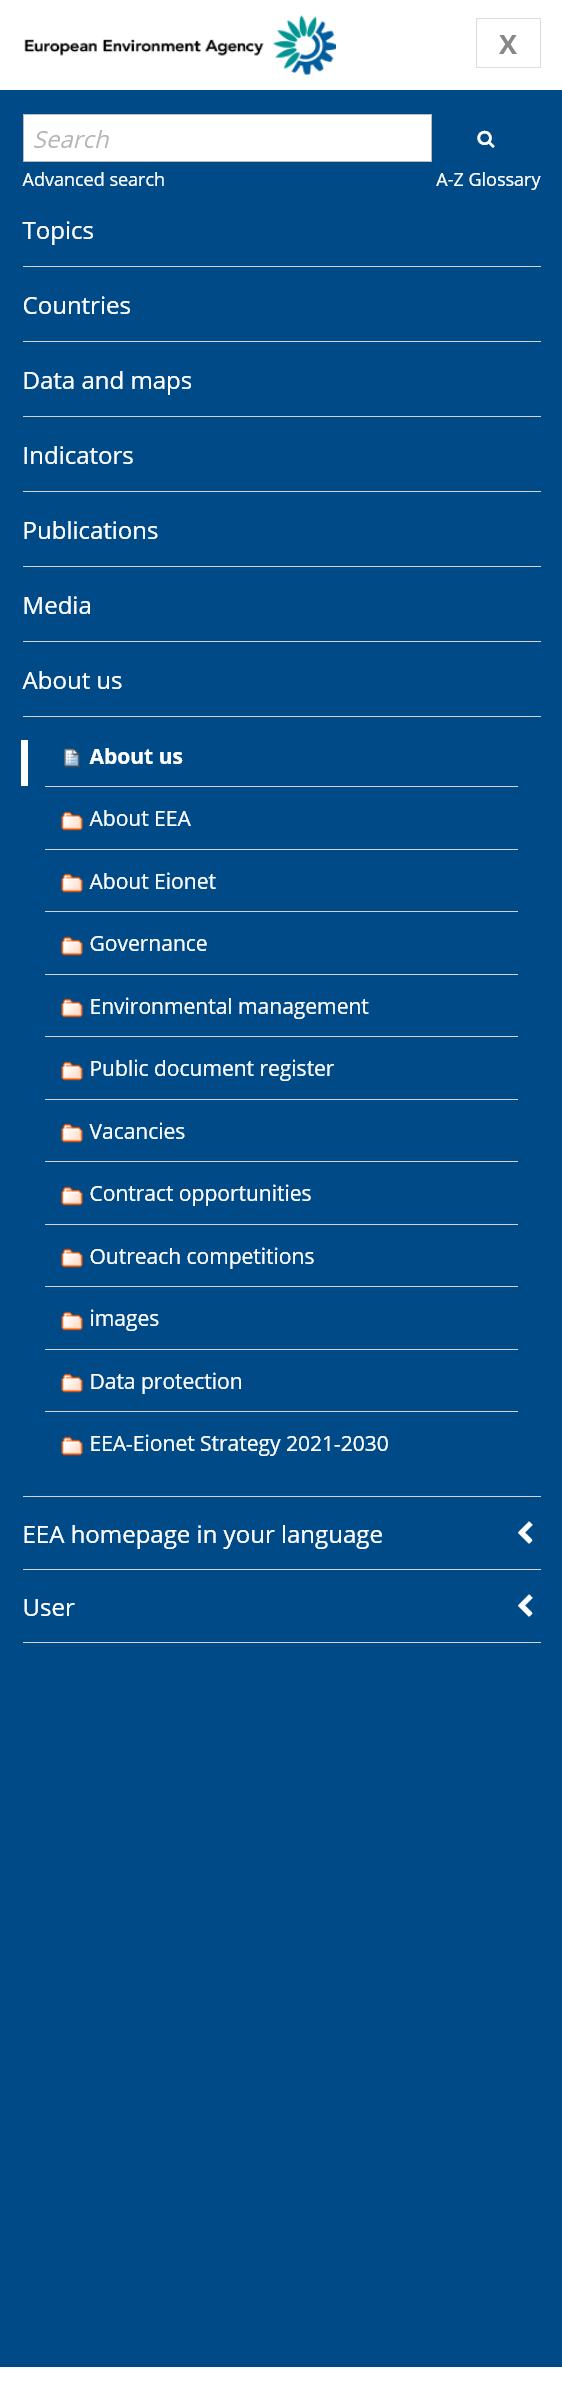 European Environment Agency
X
Search
Advanced search
A-Z Glossary
Topics
Countries
Data and maps
Indicators
Publications
Media
About us
About us
About EEA
About Eionet
Governance
Environmental management
Public document register
Vacancies
Contract opportunities
Outreach competitions
images
Data protection
EEA-Eionet Strategy 2021-2030
EEA homepage in your language
User